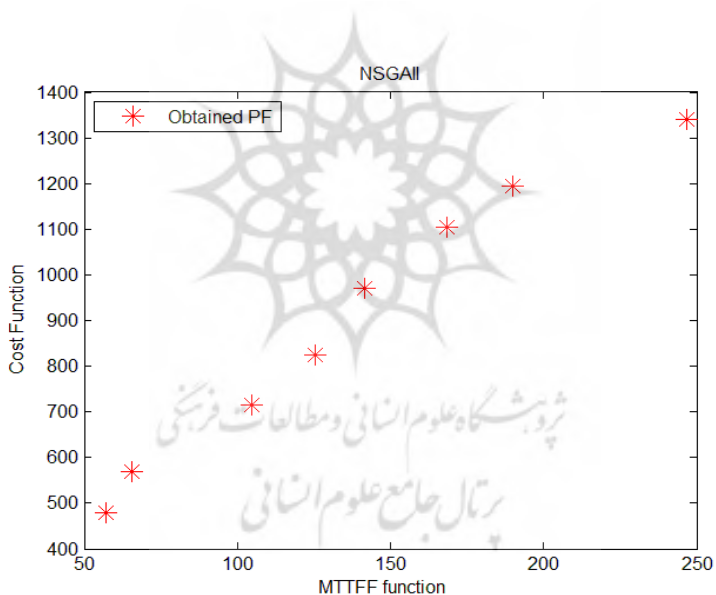 NSGAII
1400
Obtained PF
1300
1200
1100
1000
900
800
700
600
500
400
Cost Function
50
100
150
200
250
MTTFF function
پژوهشگاه علوم انسانی و مطالعات فرهنگی
پرتال جامع علوم انسانی